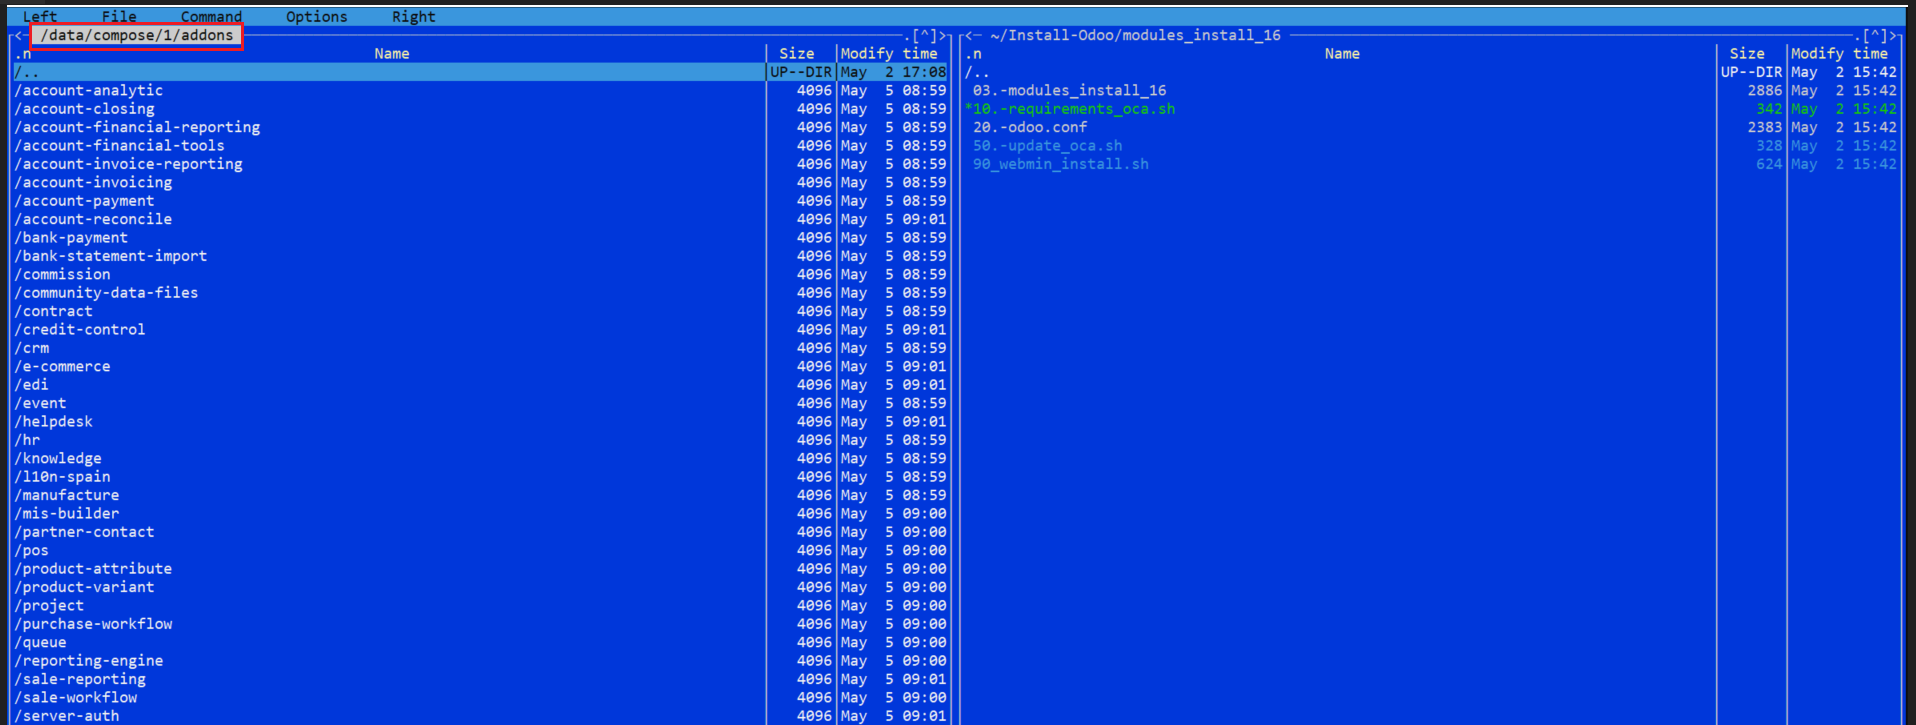 Left File Command Options Right
<─ /data/compose/1/addons .[^]>
.n Name Size Modify time
/.. UP--DIR May 2 17:08
/account-analytic 4096 May 5 08:59
/account-closing 4096 May 5 08:59
/account-financial-reporting 4096 May 5 08:59
/account-financial-tools 4096 May 5 08:59
/account-invoice-reporting 4096 May 5 08:59
/account-invoicing 4096 May 5 08:59
/account-payment 4096 May 5 08:59
/account-reconcile 4096 May 5 09:01
/bank-payment 4096 May 5 08:59
/bank-statement-import 4096 May 5 08:59
/commission 4096 May 5 08:59
/community-data-files 4096 May 5 08:59
/contract 4096 May 5 08:59
/credit-control 4096 May 5 09:01
/crm 4096 May 5 08:59
/e-commerce 4096 May 5 09:01
/edi 4096 May 5 09:01
/event 4096 May 5 08:59
/helpdesk 4096 May 5 09:01
/hr 4096 May 5 08:59
/knowledge 4096 May 5 08:59
/l10n-spain 4096 May 5 08:59
/manufacture 4096 May 5 08:59
/mis-builder 4096 May 5 09:00
/partner-contact 4096 May 5 09:00
/pos 4096 May 5 09:00
/product-attribute 4096 May 5 09:00
/product-variant 4096 May 5 09:00
/project 4096 May 5 09:00
/purchase-workflow 4096 May 5 09:00
/queue 4096 May 5 09:00
/reporting-engine 4096 May 5 09:00
/sale-reporting 4096 May 5 09:01
/sale-workflow 4096 May 5 09:00
/server-auth 4096 May 5 09:01
<─ ~/Install-Odoo/modules_install_16 .[^]>
.n Name Size Modify time
/.. UP--DIR May 2 15:42
03.-modules_install_16 2886 May 2 15:42
*10.-requirements_oca.sh 342 May 2 15:42
20.-odoo.conf 2383 May 2 15:42
50.-update_oca.sh 328 May 2 15:42
90_webmin_install.sh 624 May 2 15:42